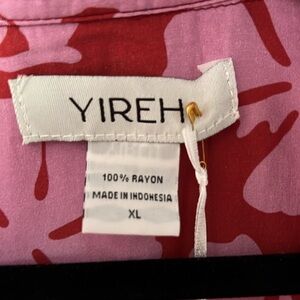 YIREH
100% RAYON
MADE IN INDONESIA
XL